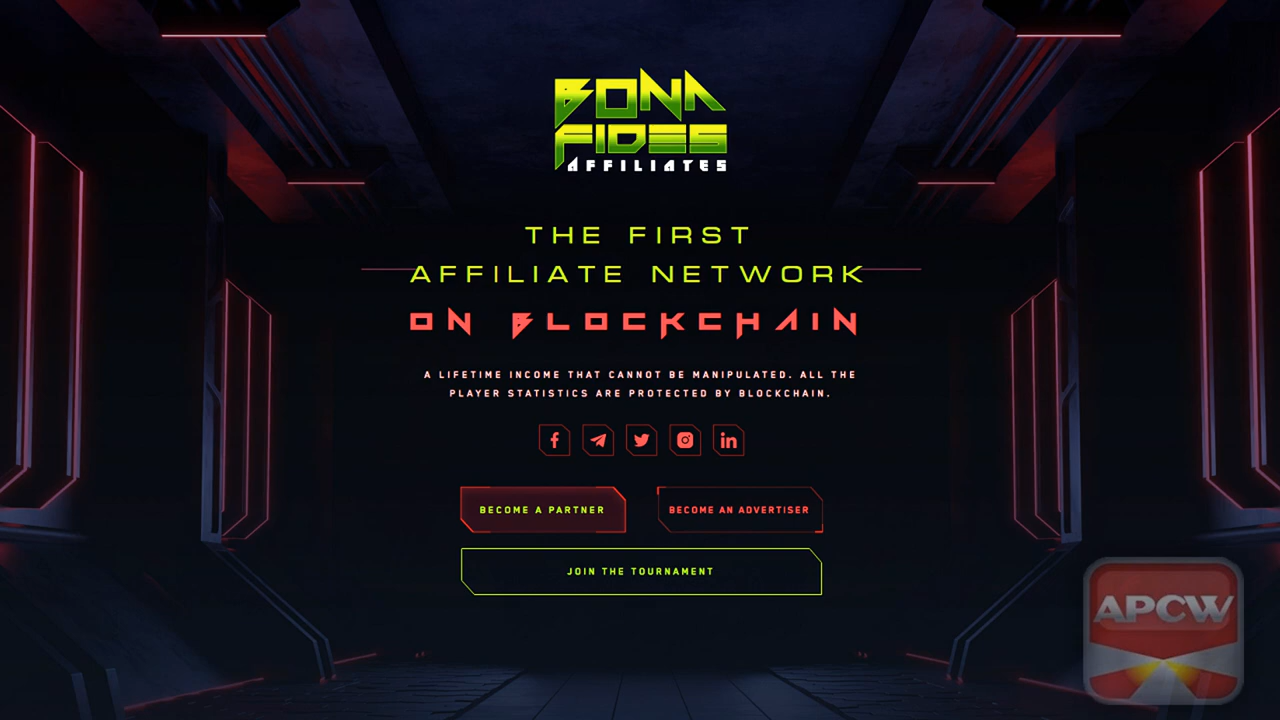 BONA
FIDES
AFFILIATES
THE FIRST
AFFILIATE NETWORK
ON BLOCKCHAIN
A LIFETIME INCOME THAT CANNOT BE MANIPULATED. ALL THE
PLAYER STATISTICS ARE PROTECTED BY BLOCKCHAIN.
BECOME A PARTNER
BECOME AN ADVERTISER
JOIN THE TOURNAMENT
APCW